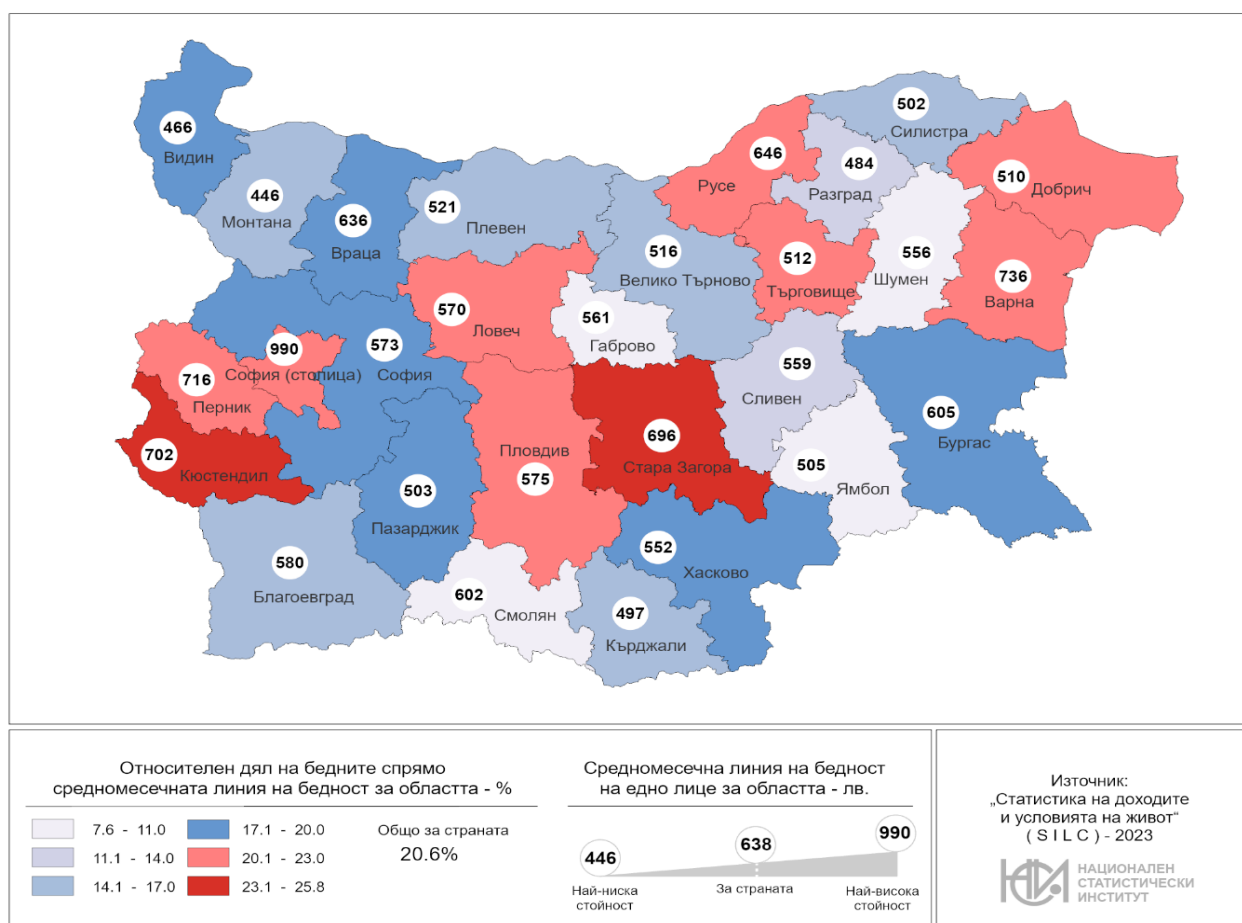 502
Силистра
466
Видин
646
Русе
484
Разград
510
Добрич
446
Монтана
636
Враца
521
Плевен
516
Велико Търново
512
Търговище
556
Шумен
736
Варна
570
Ловеч
561
Габрово
990
София (столица)
573
София
716
Перник
559
Сливен
605
Бургас
702
Кюстендил
696
Стара Загора
Пловдив
575
505
Ямбол
503
Пазарджик
552
Хасково
580
Благоевград
602
Смолян
497
Кърджали
Относителен дял на бедните спрямо
средномесечната линия на бедност за областта - %
7.6 - 11.0
17.1 - 20.0
11.1 - 14.0
20.1 - 23.0
14.1 - 17.0
23.1 - 25.8
Общо за страната
20.6%
Средномесечна линия на бедност
на едно лице за областта - лв.
446
638
990
Най-ниска
стойност
За страната
Най-висока
стойност
Източник:
„Статистика на доходите
и условията на живот“
( S I L C ) - 2023
НСИ
НАЦИОНАЛЕН
СТАТИСТИЧЕСКИ
ИНСТИТУТ